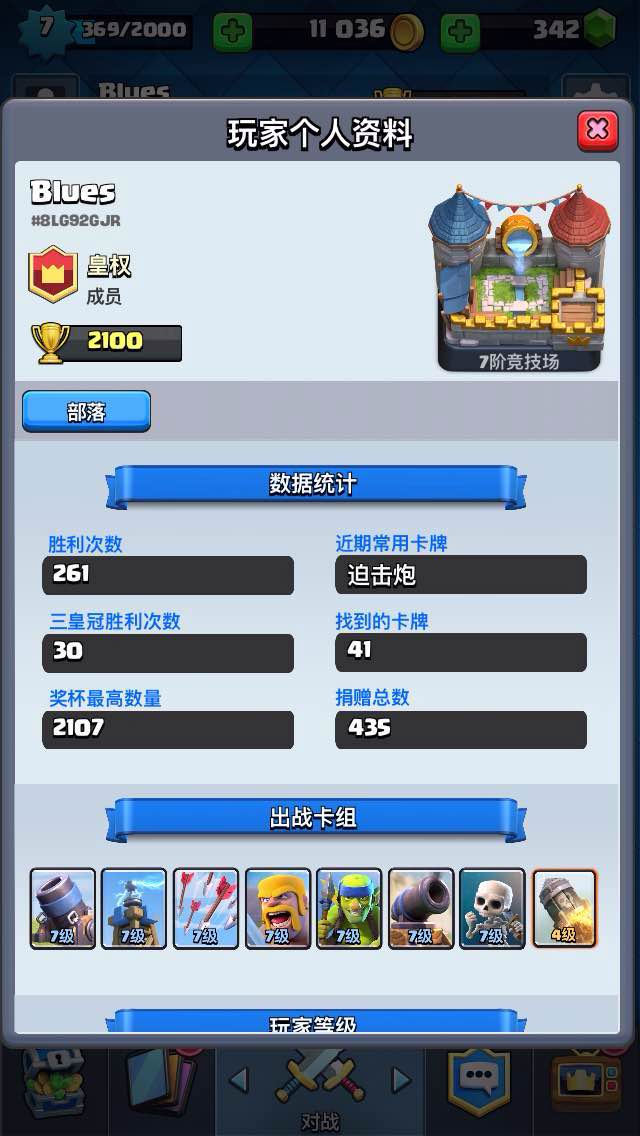 7
369/2000
11 036
342
Blues
玩家个人资料
Blues
#8LG92GJR
皇权
成员
2100
7阶竞技场
部落
数据统计
胜利次数
近期常用卡牌
261
迫击炮
三皇冠胜利次数
找到的卡牌
30
41
奖杯最高数量
捐赠总数
2107
435
出战卡组
7级
7级
7级
7级
7级
7级
7级
4级
玩家等级
对战